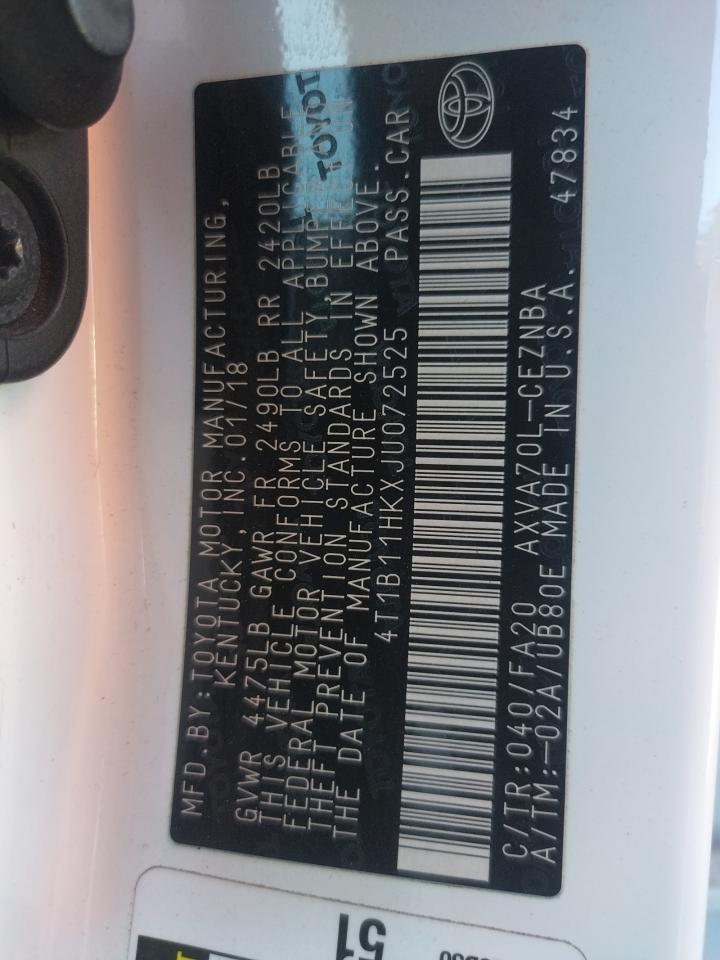 MFD.BY:TOYOTA MOTOR MANUFACTURING,
KENTUCKY, INC.01/18
GVWR 4475LB GAWR FR 2490LB RR 2420LB
THIS VEHICLE CONFORMS TO ALL APPLICABLE
FEDERAL MOTOR VEHICLE SAFETY,BUMPER, AND
THEFT PREVENTION STANDARDS IN EFFECT ON
THE DATE OF MANUFACTURE SHOWN ABOVE.
4T1B11HKXJU072525 PASS.CAR
C/TR:040/FA20 AXVA70L-CEZNBA
A/TM:-02A/UB80E MADE IN U.S.A. 47834
TOYOTA
51